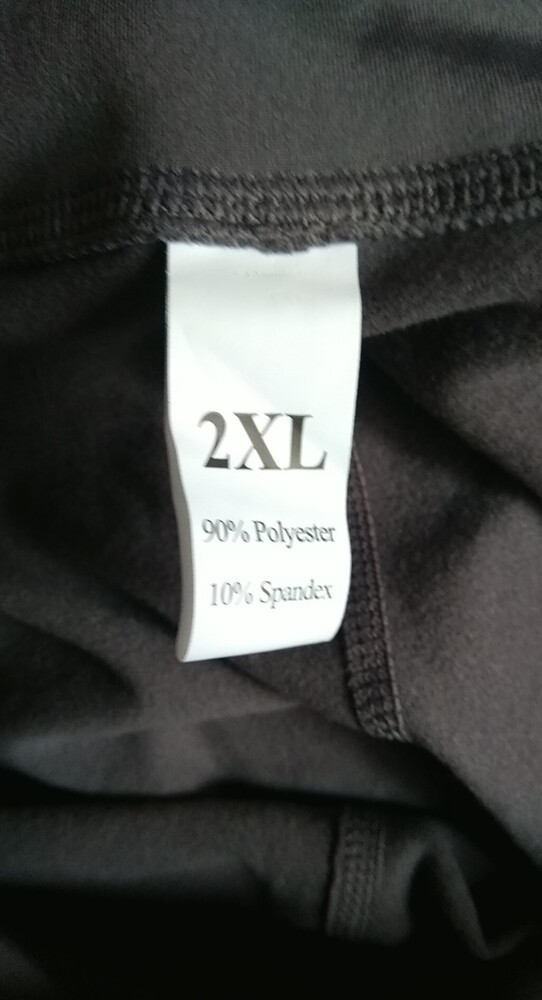 2XL
90% Polyester
10% Spandex